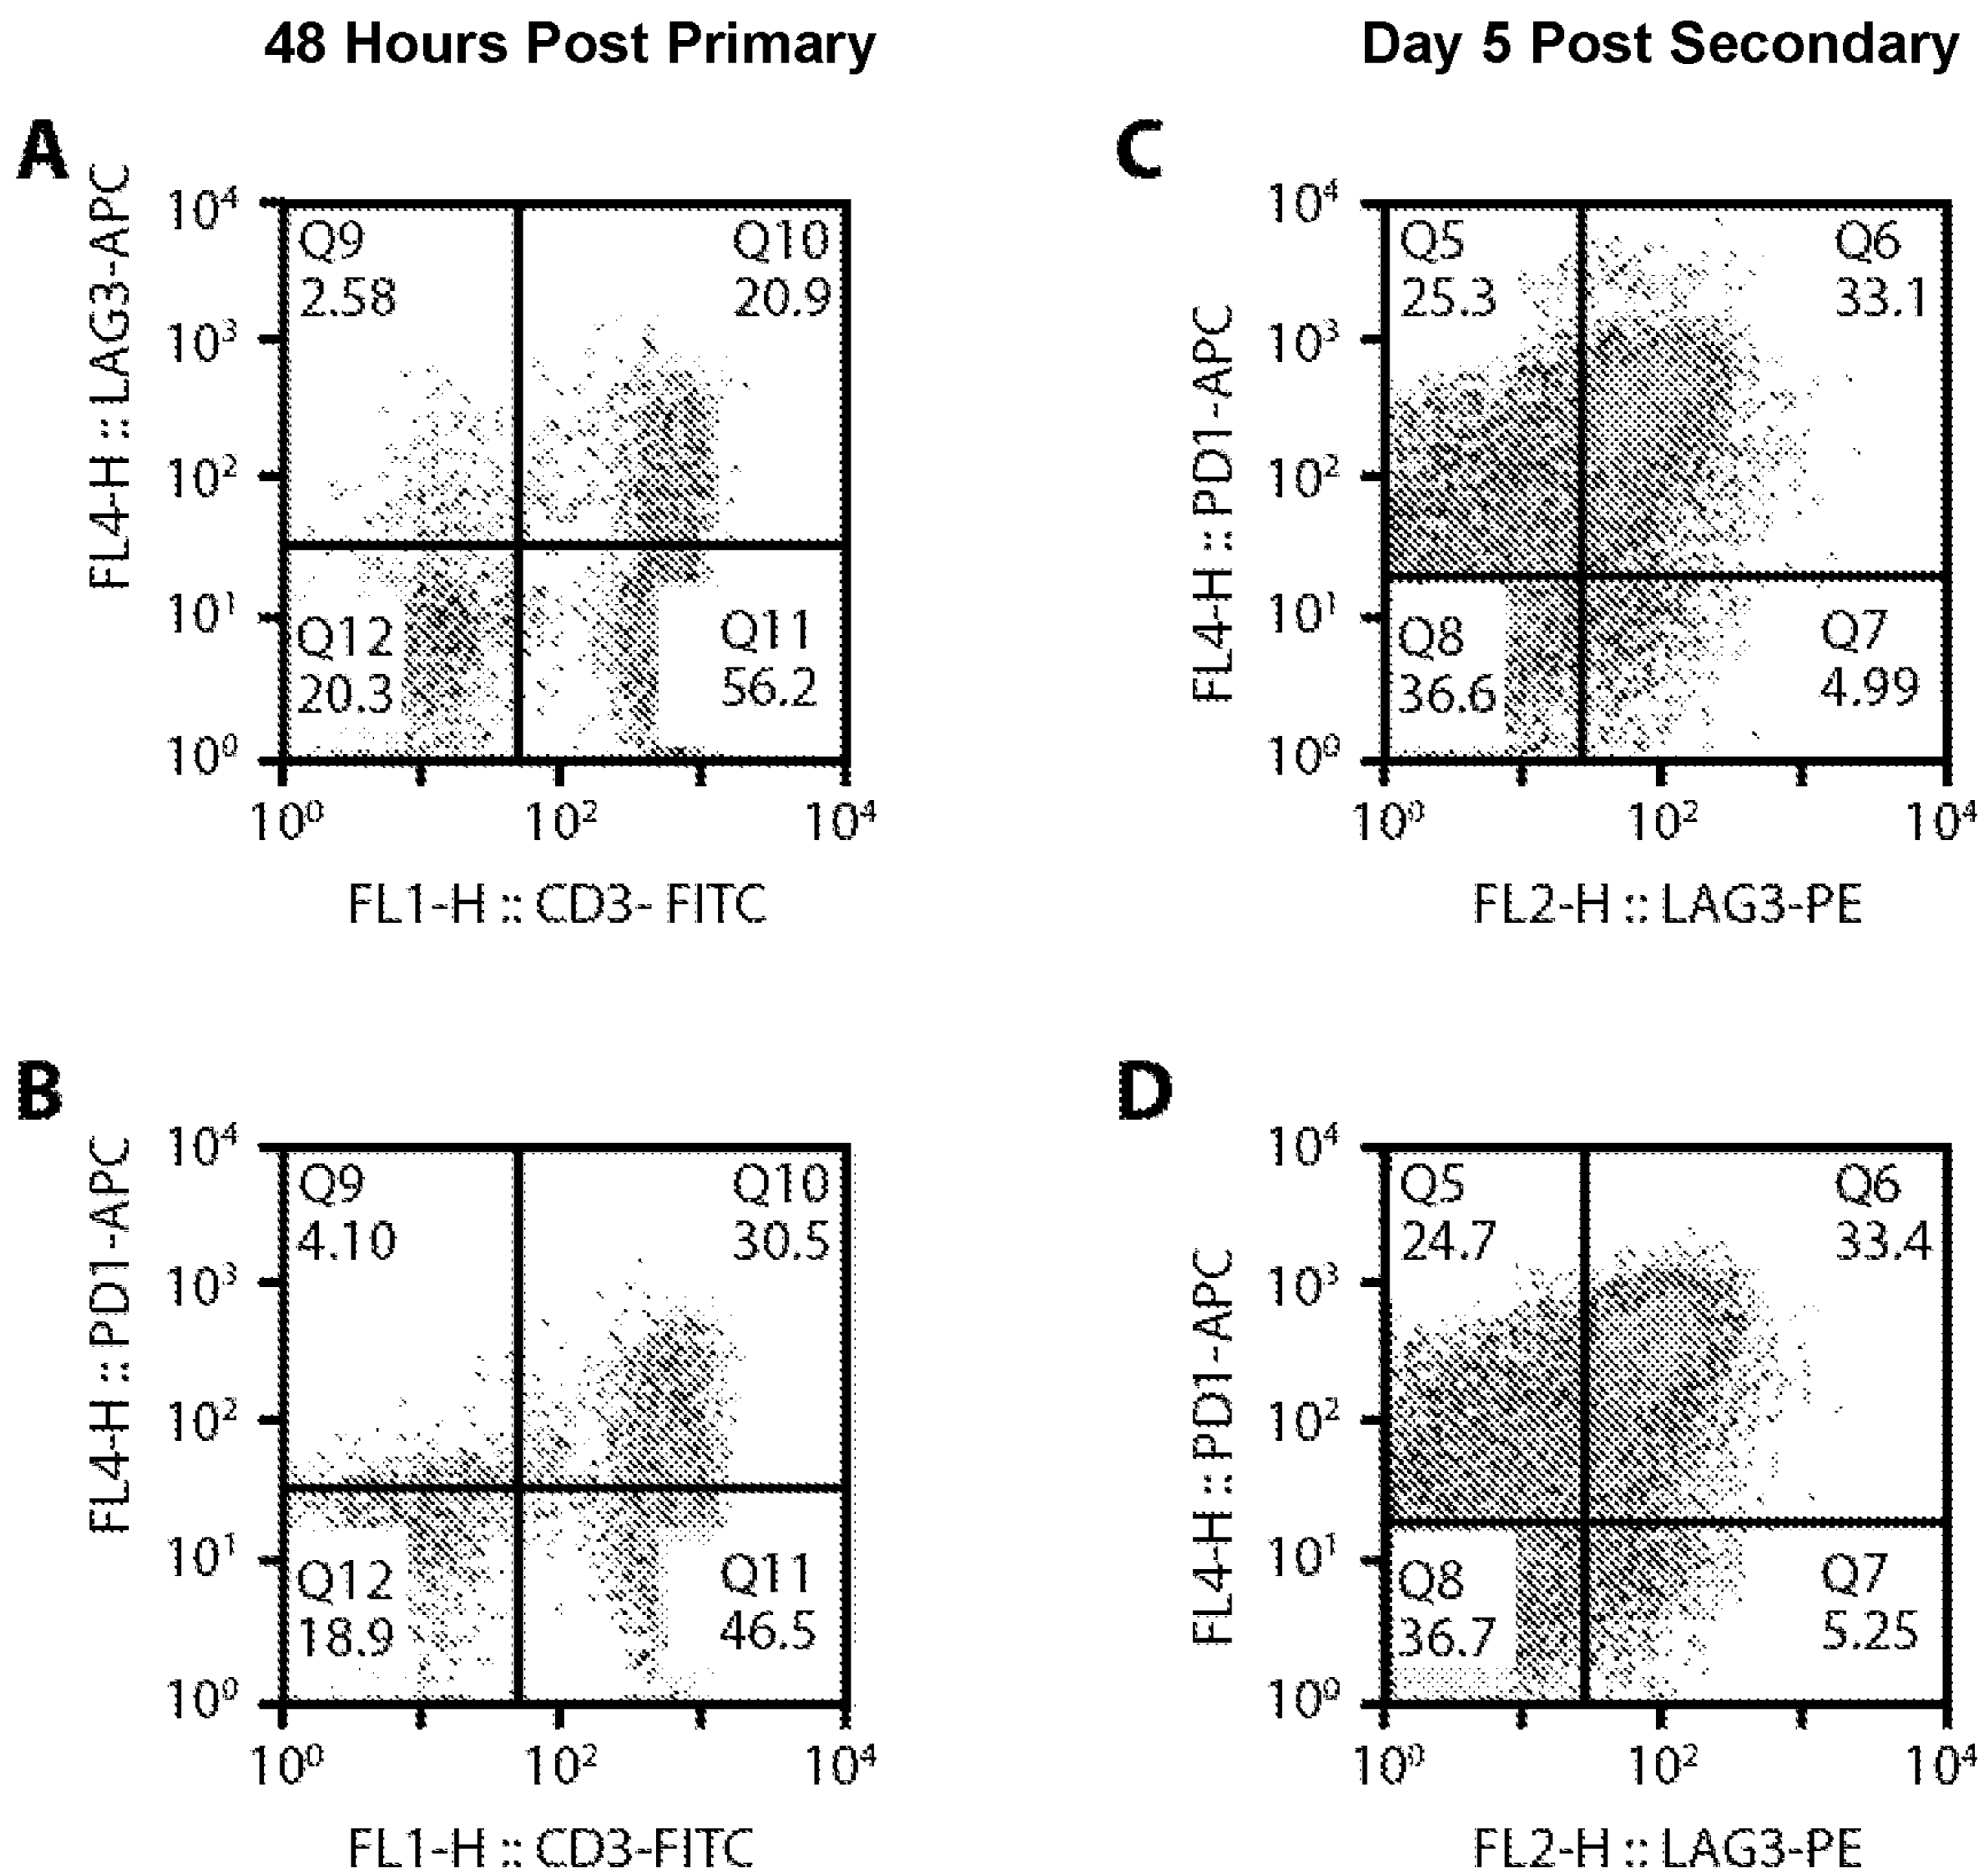 48 Hours Post Primary
Day 5 Post Secondary
A
FL4-H :: LAG3-APC
10⁴
10³
10²
10¹
10⁰
Q9
2.58
Q10
20.9
Q12
20.3
Q11
56.2
10⁰ 10² 10⁴
FL1-H :: CD3- FITC
C
FL4-H :: PD1-APC
10⁴
10³
10²
10¹
10⁰
Q5
25.3
Q6
33.1
Q8
36.6
Q7
4.99
10⁰ 10² 10⁴
FL2-H :: LAG3-PE
B
FL4-H :: PD1-APC
10⁴
10³
10²
10¹
10⁰
Q9
4.10
Q10
30.5
Q12
18.9
Q11
46.5
10⁰ 10² 10⁴
FL1-H :: CD3-FITC
D
FL4-H :: PD1-APC
10⁴
10³
10²
10¹
10⁰
Q5
24.7
Q6
33.4
Q8
36.7
Q7
5.25
10⁰ 10² 10⁴
FL2-H :: LAG3-PE